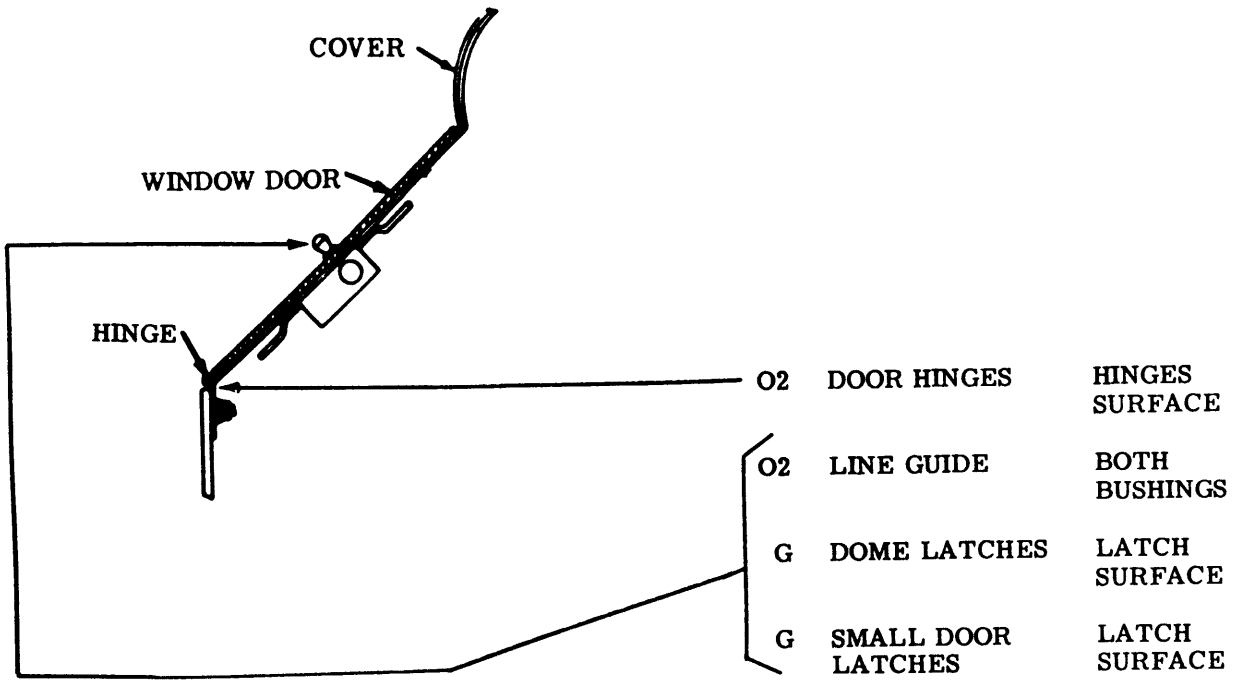 COVER
WINDOW DOOR
HINGE
O2 DOOR HINGES HINGES
SURFACE
O2 LINE GUIDE BOTH
BUSHINGS
G DOME LATCHES LATCH
SURFACE
G SMALL DOOR LATCH
LATCHES SURFACE